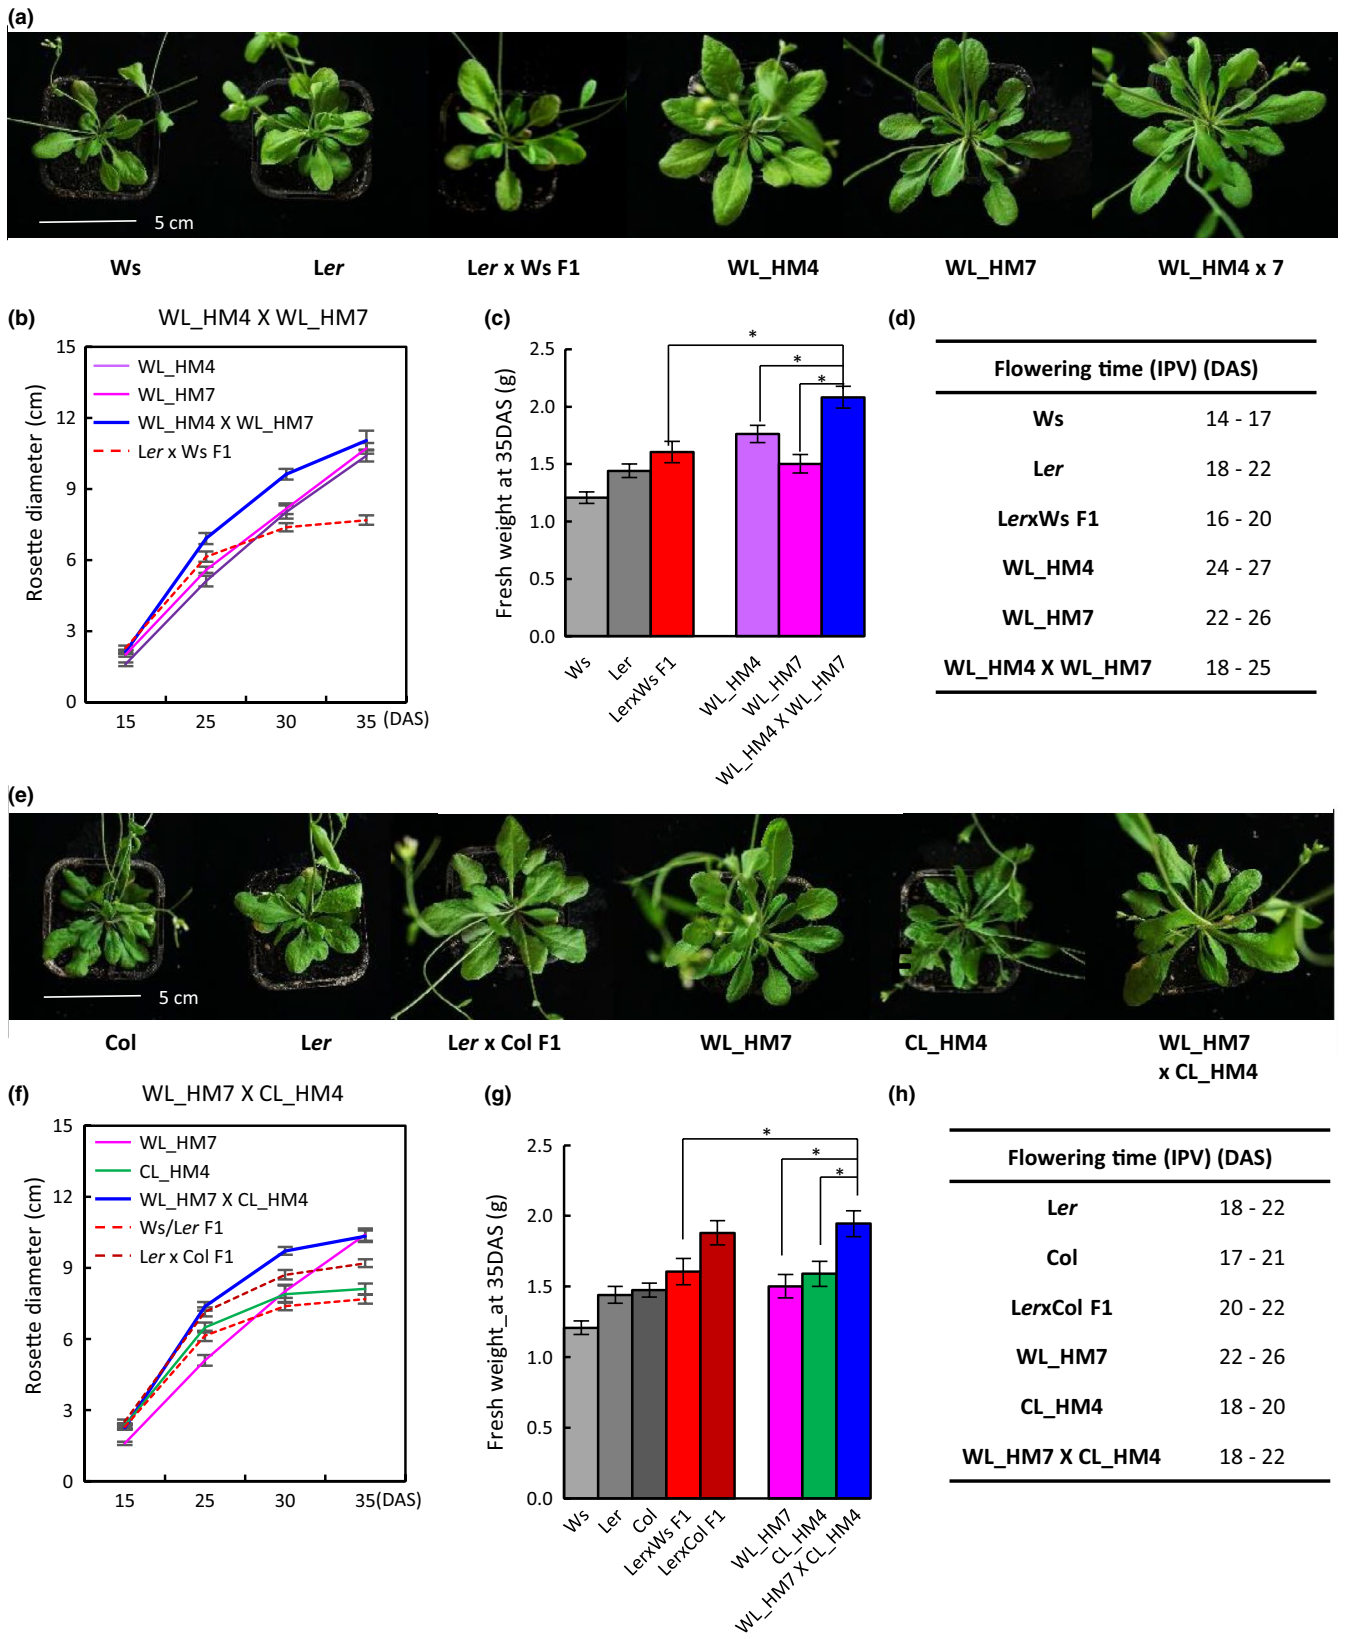 (a)
5 cm
Ws
Ler
Ler x Ws F1
WL_HM4
WL_HM7
WL_HM4 x 7
(b)
WL_HM4 X WL_HM7
Rosette diameter (cm)
15
12
9
6
3
0
WL_HM4
WL_HM7
WL_HM4 X WL_HM7
Ler x Ws F1
15 25 30 35 (DAS)
(c)
Fresh weight at 35DAS (g)
2.5
2.0
1.5
1.0
0.5
0.0
*
*
*
Ws
Ler
LerxWs F1
WL_HM4
WL_HM7
WL_HM4 X WL_HM7
(d)
Flowering time (IPV) (DAS)
Ws 14 - 17
Ler 18 - 22
LerxWs F1 16 - 20
WL_HM4 24 - 27
WL_HM7 22 - 26
WL_HM4 X WL_HM7 18 - 25
(e)
5 cm
Col
Ler
Ler x Col F1
WL_HM7
CL_HM4
WL_HM7
x CL_HM4
(f)
WL_HM7 X CL_HM4
Rosette diameter (cm)
15
12
9
6
3
0
WL_HM7
CL_HM4
WL_HM7 X CL_HM4
Ws/Ler F1
Ler x Col F1
15 25 30 35(DAS)
(g)
Fresh weight_at 35DAS (g)
2.5
2.0
1.5
1.0
0.5
0.0
*
*
*
Ws
Ler
Col
LerxWs F1
LerxCol F1
WL_HM7
CL_HM4
WL_HM7 X CL_HM4
(h)
Flowering time (IPV) (DAS)
Ler 18 - 22
Col 17 - 21
LerxCol F1 20 - 22
WL_HM7 22 - 26
CL_HM4 18 - 20
WL_HM7 X CL_HM4 18 - 22